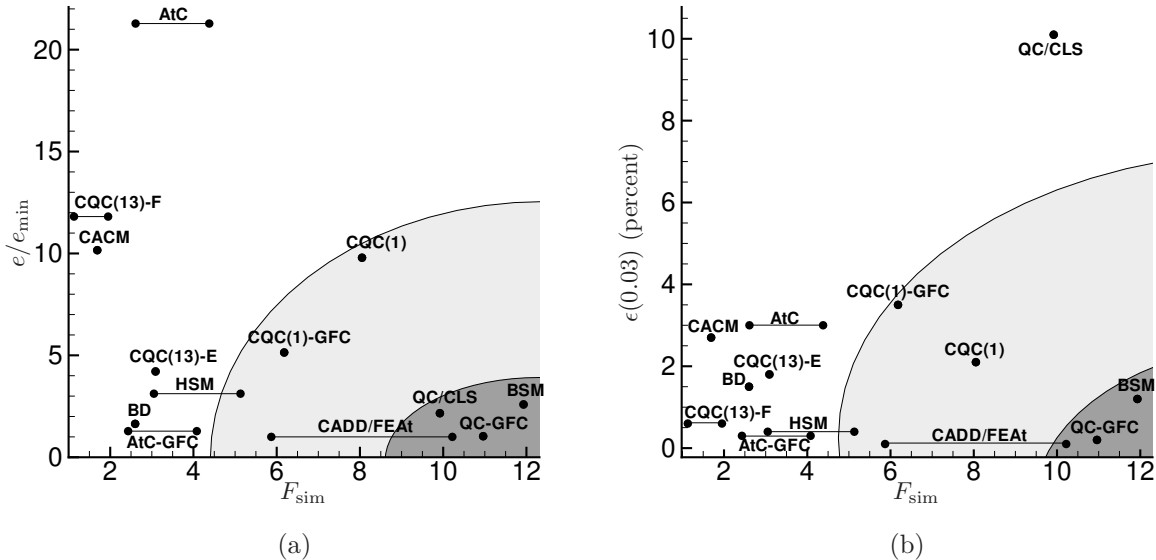 AtC
20
15
CQC(13)-F
CACM
10
CQC(1)
CQC(1)-GFC
5
CQC(13)-E
HSM
QC/CLS
BSM
BD
CADD/FEAt
QC-GFC
AtC-GFC
0
2
4
6
8
10
12
e/e_min
F_sim
(a)
10
QC/CLS
8
6
4
CQC(1)-GFC
AtC
CACM
CQC(1)
2
CQC(13)-E
BD
BSM
CQC(13)-F
HSM
CADD/FEAt
QC-GFC
AtC-GFC
0
2
4
6
8
10
12
ϵ(0.03) (percent)
F_sim
(b)